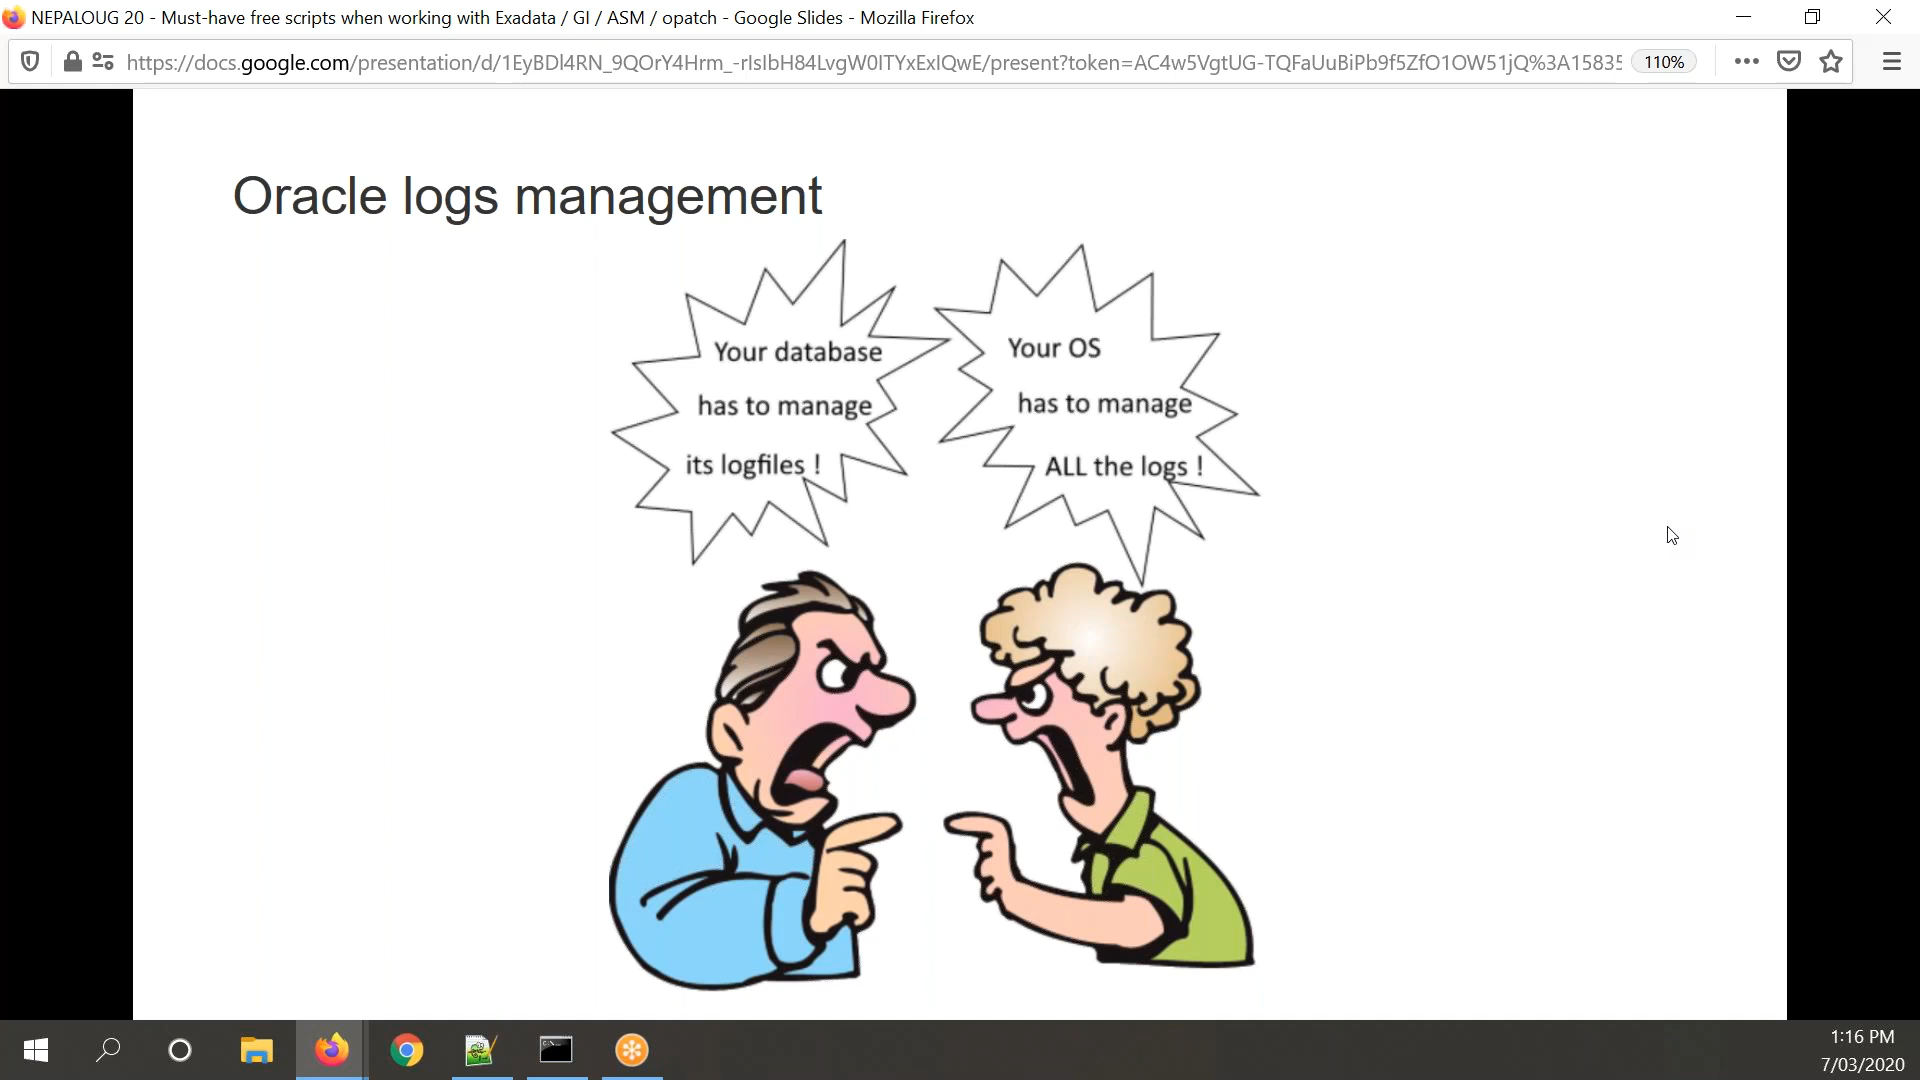 NEPALOUG 20 - Must-have free scripts when working with Exadata / GI / ASM / opatch - Google Slides - Mozilla Firefox
https://docs.google.com/presentation/d/1EyBDl4RN_9QOrY4Hrm_-rIsIbH84LvgW0ITYxExIQwE/present?token=AC4w5VgtUG-TQFaUuBiPb9f5ZfO1OW51jQ%3A15835
110%
Oracle logs management
Your database
has to manage
its logfiles !
Your OS
has to manage
ALL the logs !
1:16 PM
7/03/2020